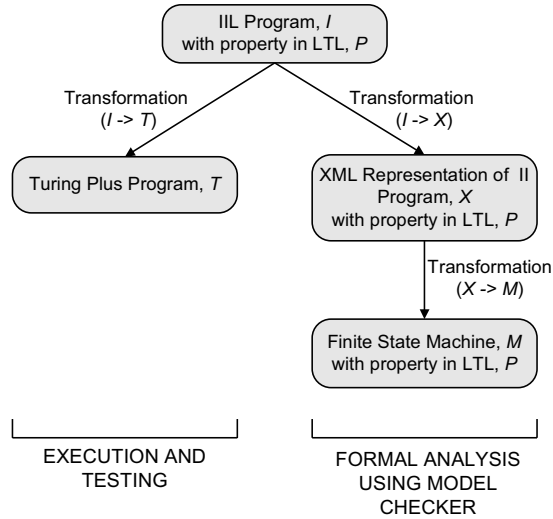 IIL Program, I
with property in LTL, P
Transformation
(I -> T)
Transformation
(I -> X)
Turing Plus Program, T
XML Representation of II
Program, X
with property in LTL, P
Transformation
(X -> M)
Finite State Machine, M
with property in LTL, P
EXECUTION AND
TESTING
FORMAL ANALYSIS
USING MODEL
CHECKER